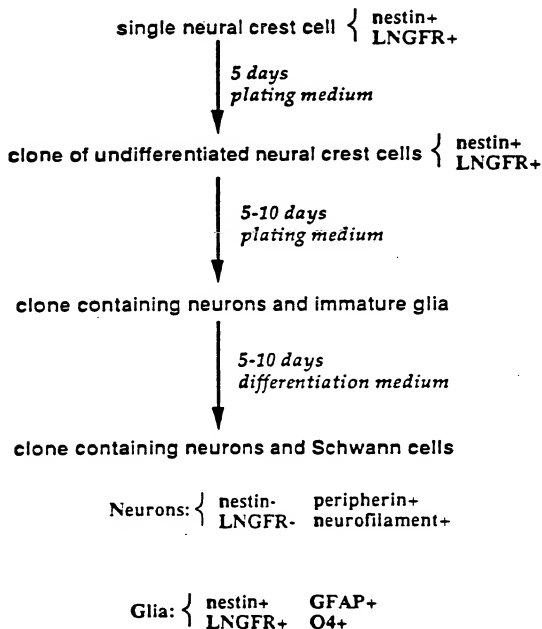 single neural crest cell { nestin+
LNGFR+
5 days
plating medium
clone of undifferentiated neural crest cells { nestin+
LNGFR+
5-10 days
plating medium
clone containing neurons and immature glia
5-10 days
differentiation medium
clone containing neurons and Schwann cells
Neurons: { nestin- peripherin+
LNGFR- neurofilament+
Glia: { nestin+ GFAP+
LNGFR+ O4+